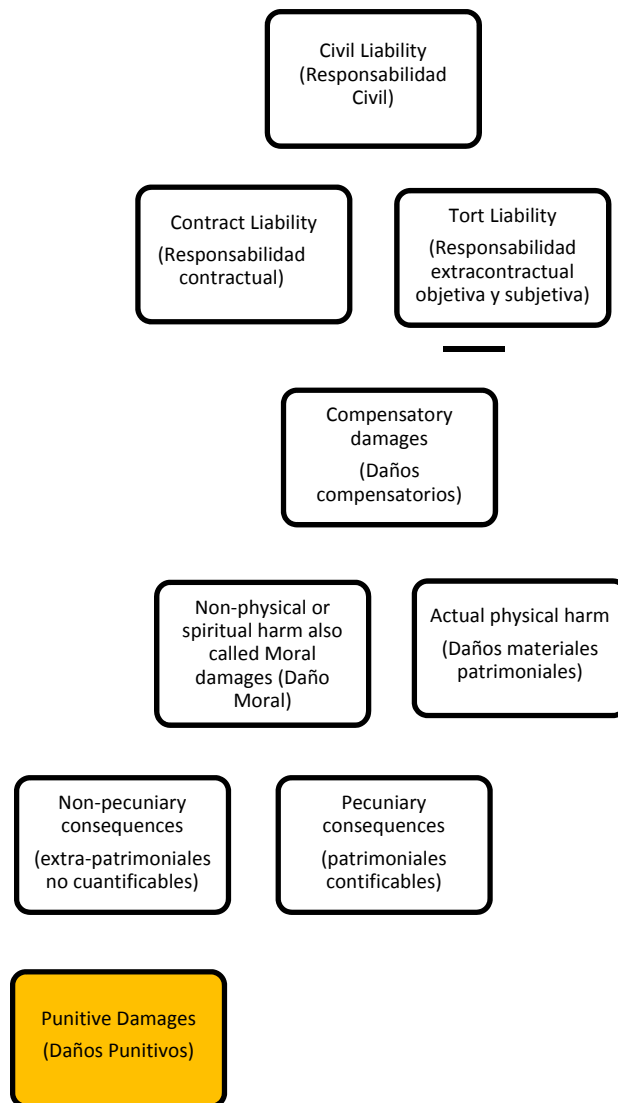 Civil Liability
(Responsabilidad
Civil)
Contract Liability
(Responsabilidad
contractual)
Tort Liability
(Responsabilidad
extracontractual
objetiva y subjetiva)
Compensatory
damages
(Daños
compensatorios)
Non-physical or
spiritual harm also
called Moral
damages (Daño
Moral)
Actual physical harm
(Daños materiales
patrimoniales)
Non-pecuniary
consequences
(extra-patrimoniales
no cuantificables)
Pecuniary
consequences
(patrimoniales
contificables)
Punitive Damages
(Daños Punitivos)